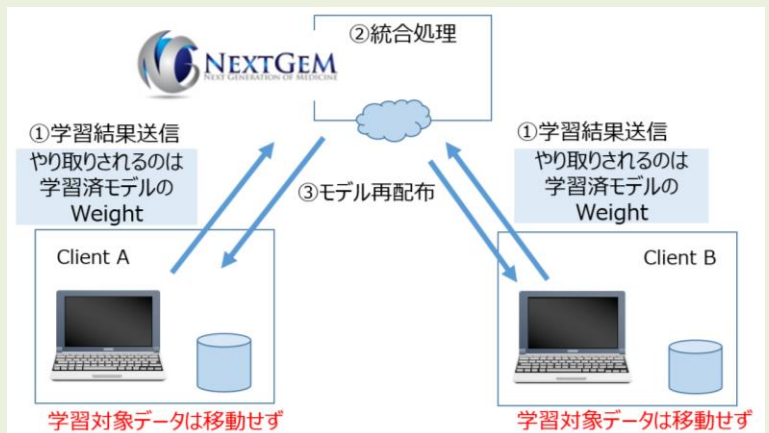 ②統合処理
NEXTGEM
NEXT GENERATION OF MEDICINE
①学習結果送信
やり取りされるのは
学習済モデルの
Weight
③モデル再配布
①学習結果送信
やり取りされるのは
学習済モデルの
Weight
Client A
Client B
学習対象データは移動せず
学習対象データは移動せず